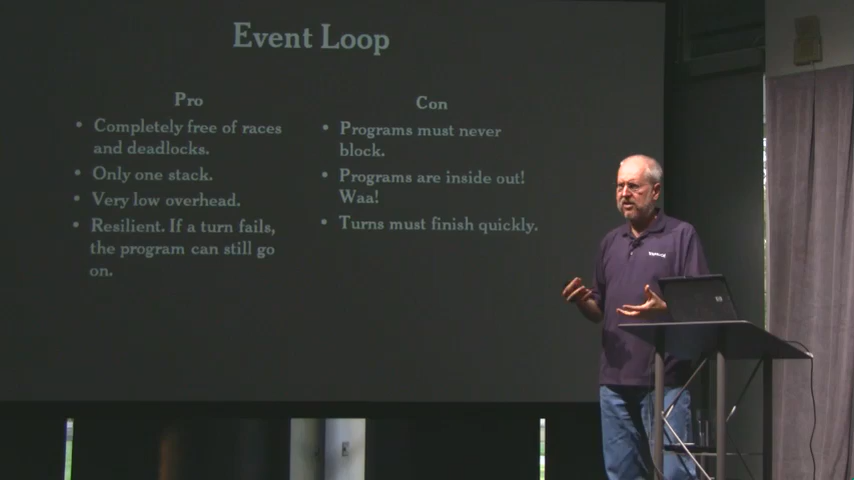 Event Loop
Pro
• Completely free of races
and deadlocks.
• Only one stack.
• Very low overhead.
• Resilient. If a turn fails,
the program can still go
on.
Con
• Programs must never
block.
• Programs are inside out!
Waa!
• Turns must finish quickly.
YAHOO!
hp